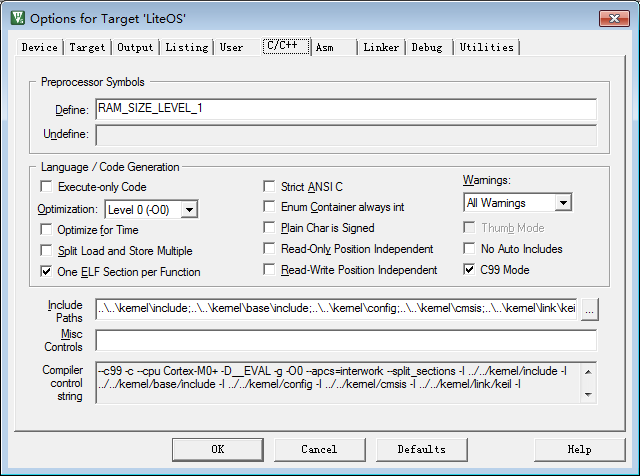 Options for Target 'LiteOS'
Device Target Output Listing User C/C++ Asm Linker Debug Utilities
Preprocessor Symbols
Define: RAM_SIZE_LEVEL_1
Undefine:
Language / Code Generation
Execute-only Code
Strict ANSI C
Warnings:
Optimization: Level 0 (-O0)
Enum Container always int
All Warnings
Optimize for Time
Plain Char is Signed
Thumb Mode
Split Load and Store Multiple
Read-Only Position Independent
No Auto Includes
One ELF Section per Function
Read-Write Position Independent
C99 Mode
Include Paths
..\..\kernel\include;..\..\kernel\base\include;..\..\kernel\config;..\..\kernel\cmsis;..\..\kernel\link\keil
...
Misc Controls
Compiler control string
--c99 -c --cpu Cortex-M0+ -D__EVAL -g -O0 --apcs=interwork --split_sections -I ../../kernel/include -I
../../kernel/base/include -I ../../kernel/config -I ../../kernel/cmsis -I ../../kernel/link/keil -I
OK Cancel Defaults Help